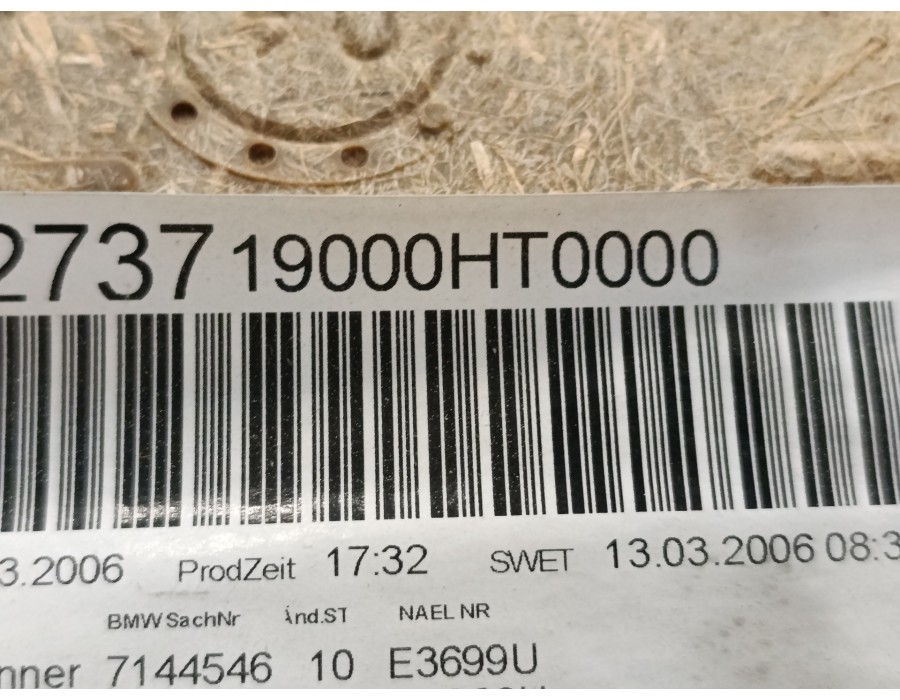 2737 19000HT0000
3.2006 ProdZeit 17:32 SWET 13.03.2006 08:3
BMW SachNr Änd.ST NAEL NR
nner 7144546 10 E3699U